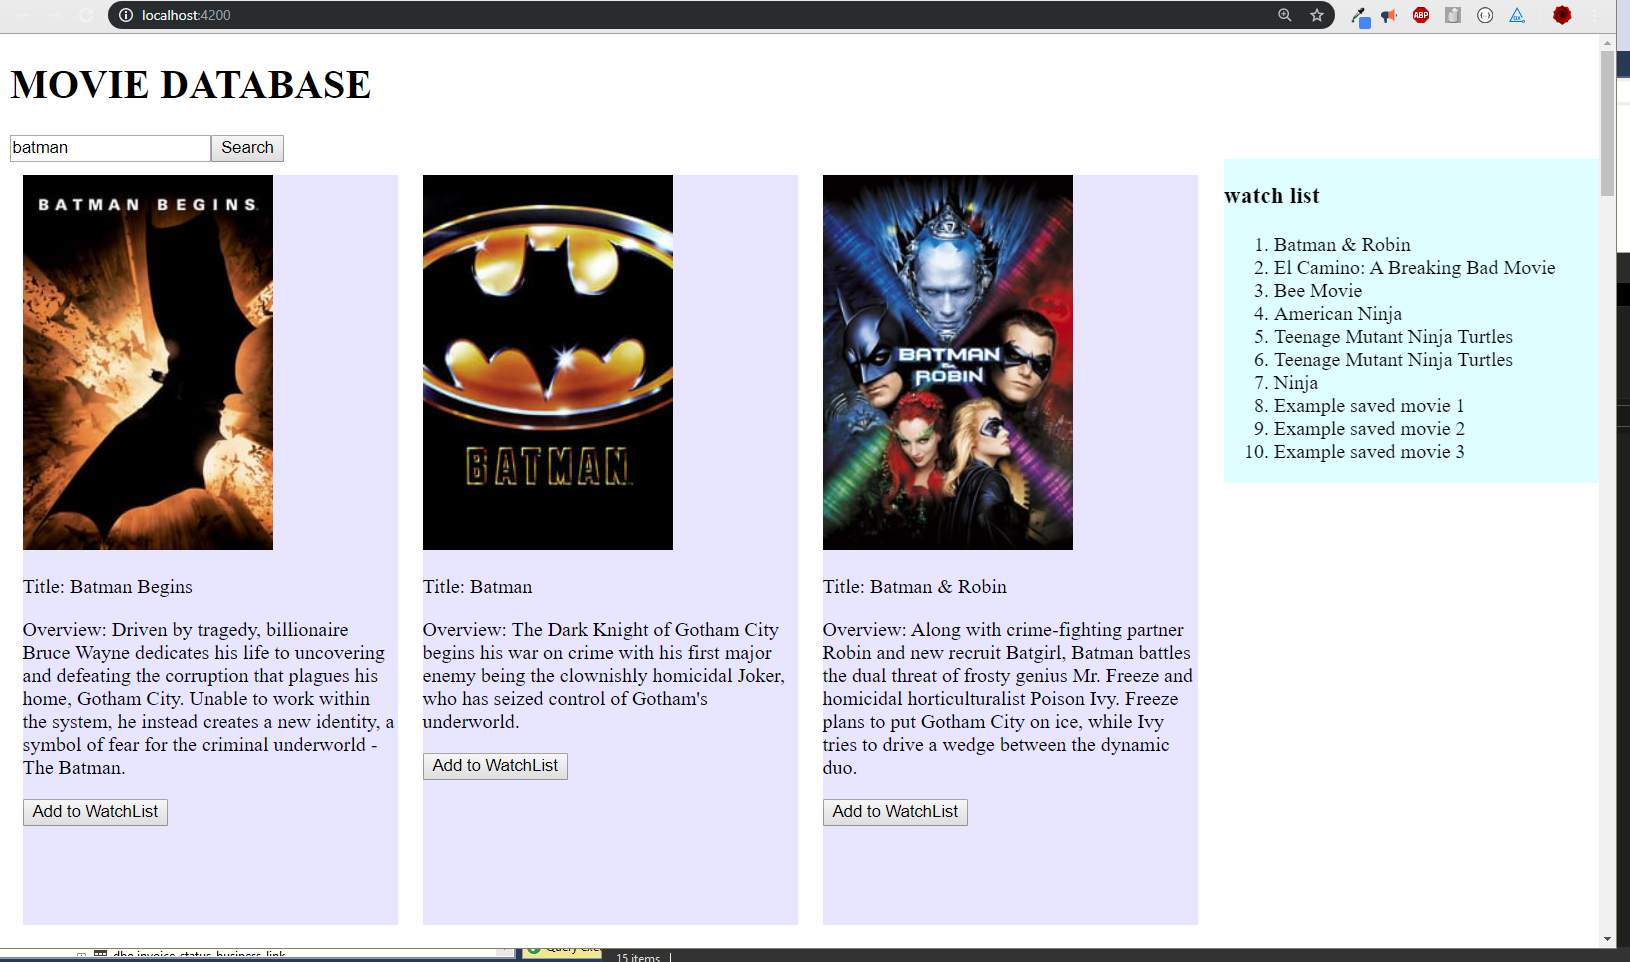 localhost:4200
ABP
MOVIE DATABASE
batman
Search
BATMAN BEGINS
BATMAN
BATMAN
&
ROBIN
Title: Batman Begins
Overview: Driven by tragedy, billionaire
Bruce Wayne dedicates his life to uncovering
and defeating the corruption that plagues his
home, Gotham City. Unable to work within
the system, he instead creates a new identity, a
symbol of fear for the criminal underworld -
The Batman.
Add to WatchList
Title: Batman
Overview: The Dark Knight of Gotham City
begins his war on crime with his first major
enemy being the clownishly homicidal Joker,
who has seized control of Gotham's
underworld.
Add to WatchList
Title: Batman & Robin
Overview: Along with crime-fighting partner
Robin and new recruit Batgirl, Batman battles
the dual threat of frosty genius Mr. Freeze and
homicidal horticulturalist Poison Ivy. Freeze
plans to put Gotham City on ice, while Ivy
tries to drive a wedge between the dynamic
duo.
Add to WatchList
watch list
1. Batman & Robin
2. El Camino: A Breaking Bad Movie
3. Bee Movie
4. American Ninja
5. Teenage Mutant Ninja Turtles
6. Teenage Mutant Ninja Turtles
7. Ninja
8. Example saved movie 1
9. Example saved movie 2
10. Example saved movie 3
dbo.invoice_status_business_link
Query exec
15 items